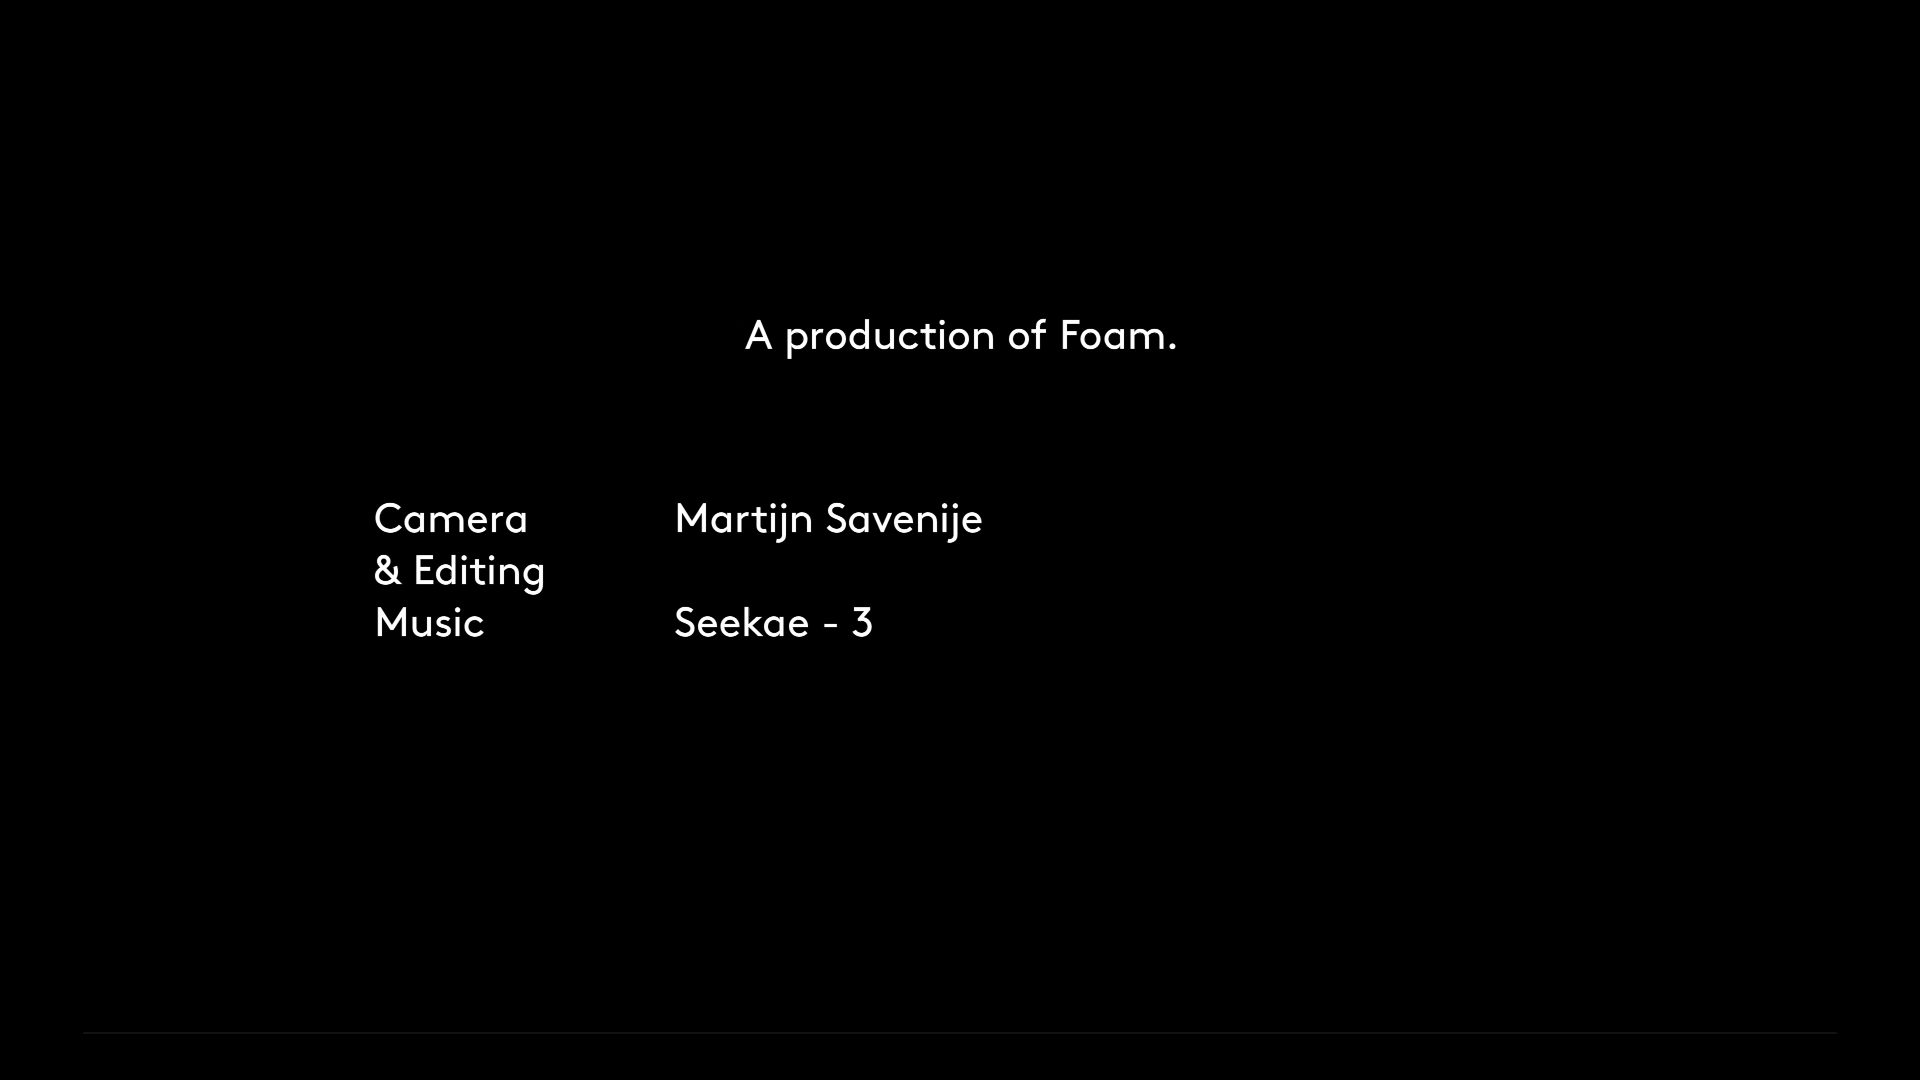 A production of Foam.
Camera Martijn Savenije
& Editing
Music Seekae - 3